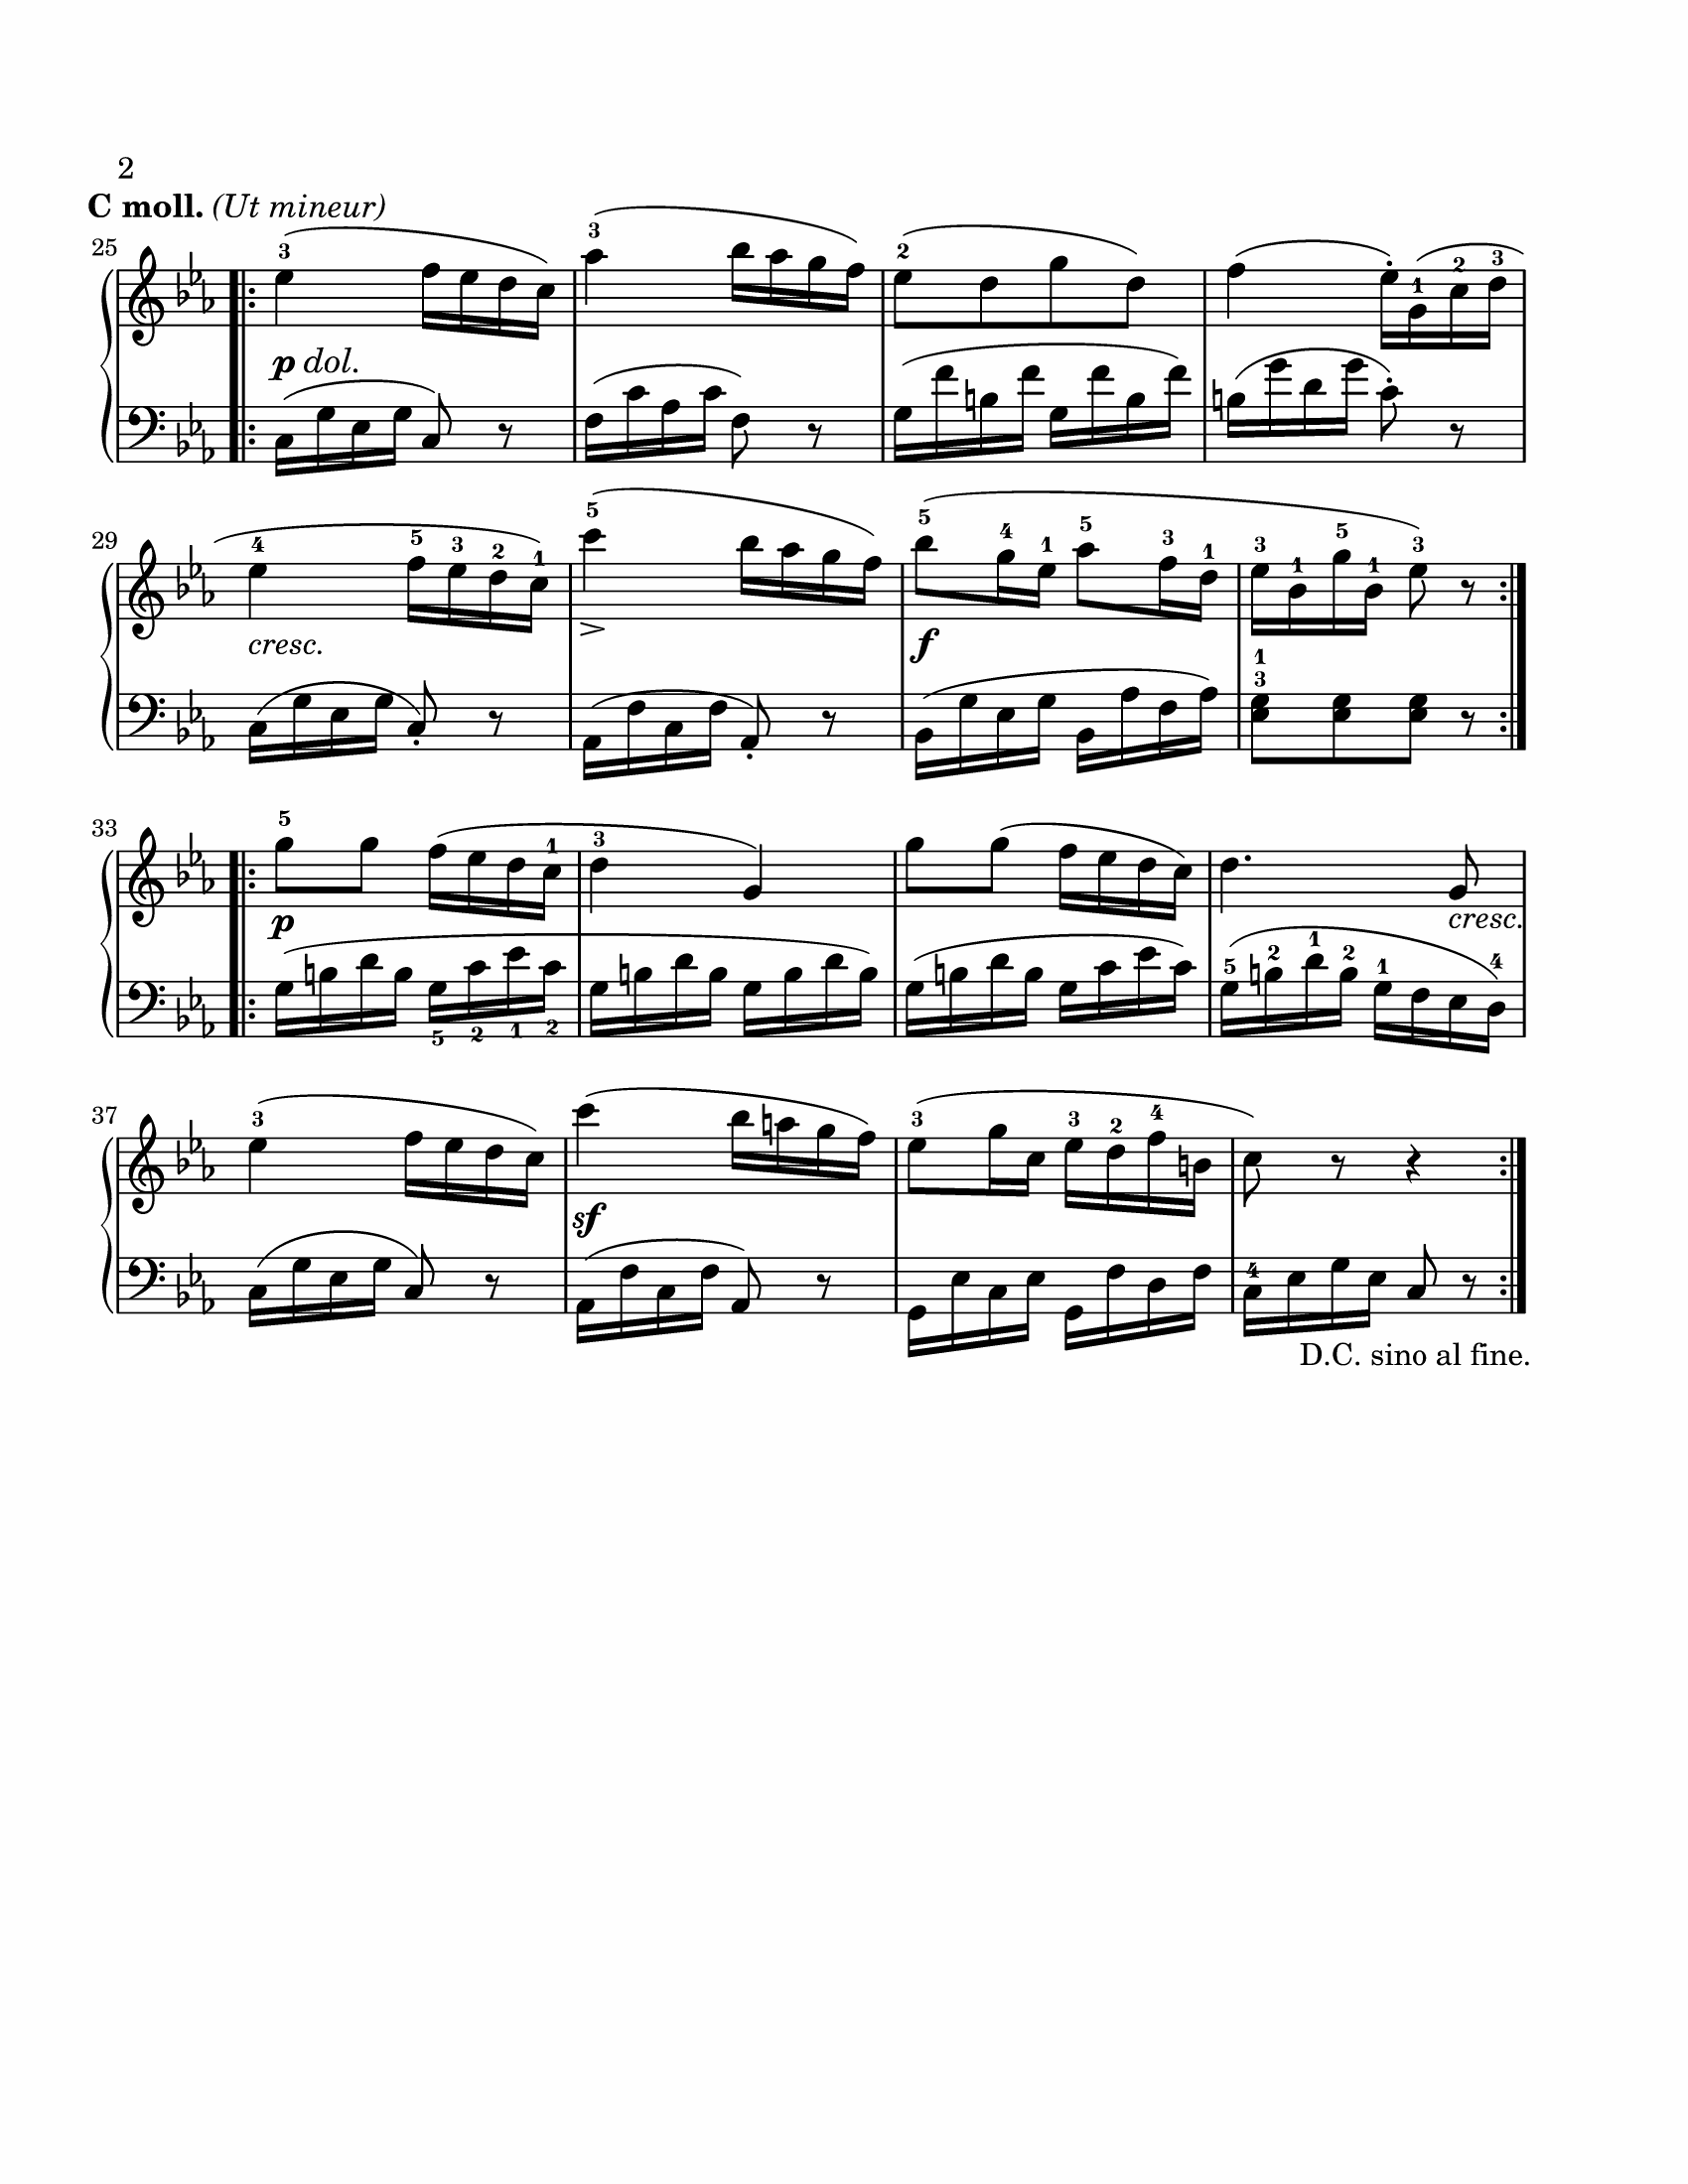 2
C moll. (Ut mineur)
25
3 3 2 1 2 3
p dol.
29
4 5 3 2 1 5 5 4 1 5 3 1 3 1 5 1 3
cresc. f
1
3
33
5 1 3
p cresc.
5 2 1 2 5 2 1 2 1 4
37
3 3 3 2 4
sf
4
D.C. sino al fine.